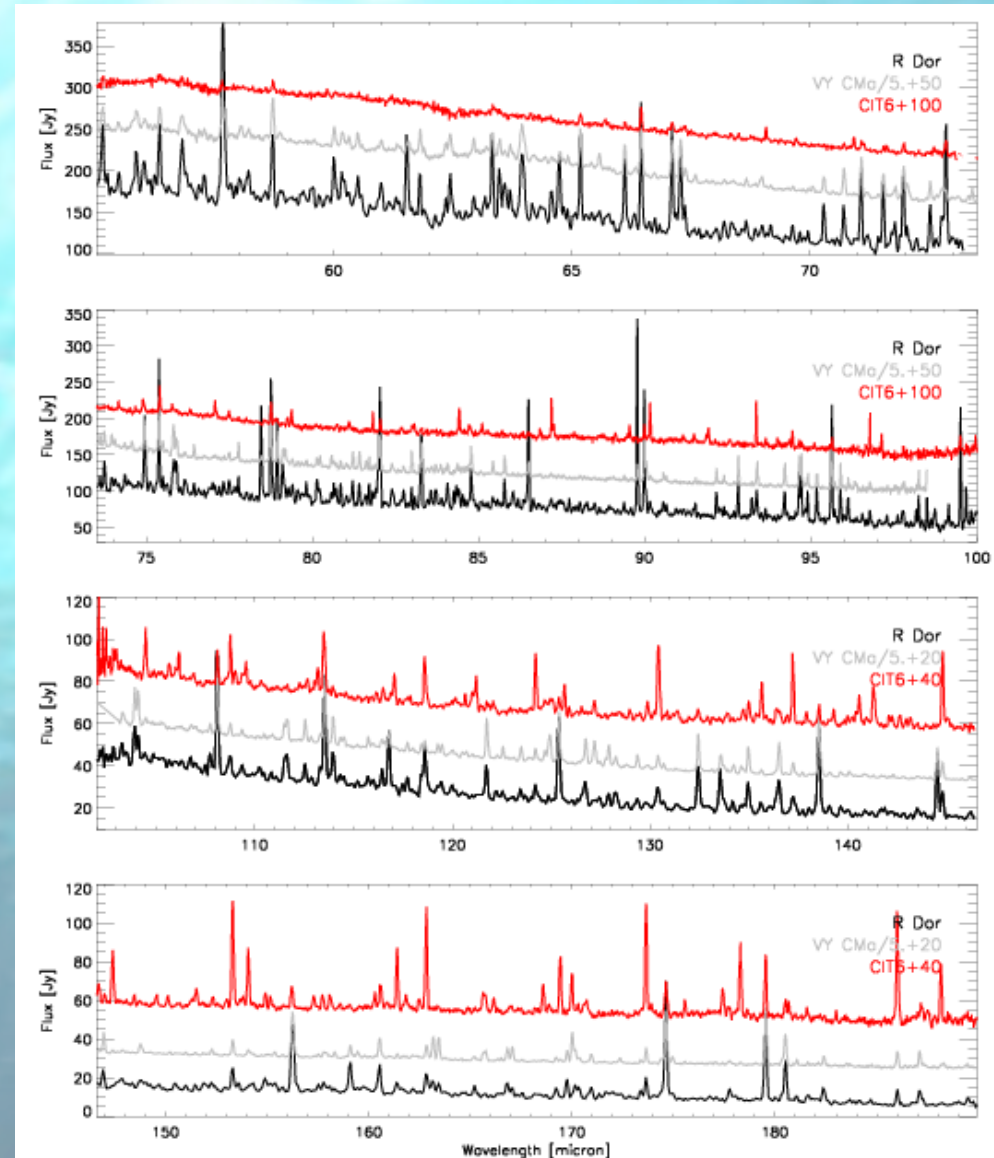 R Dor
VY CMa/5.+50
CIT6+100
Flux [Jy]
350
300
250
200
150
100
60
65
70
R Dor
VY CMa/5.+50
CIT6+100
Flux [Jy]
350
300
250
200
150
100
50
75
80
85
90
95
100
R Dor
VY CMa/5.+20
CIT6+40
Flux [Jy]
120
100
80
60
40
20
110
120
130
140
R Dor
VY CMa/5.+20
CIT6+40
Flux [Jy]
120
100
80
60
40
20
0
150
160
170
180
Wavelength [micron]